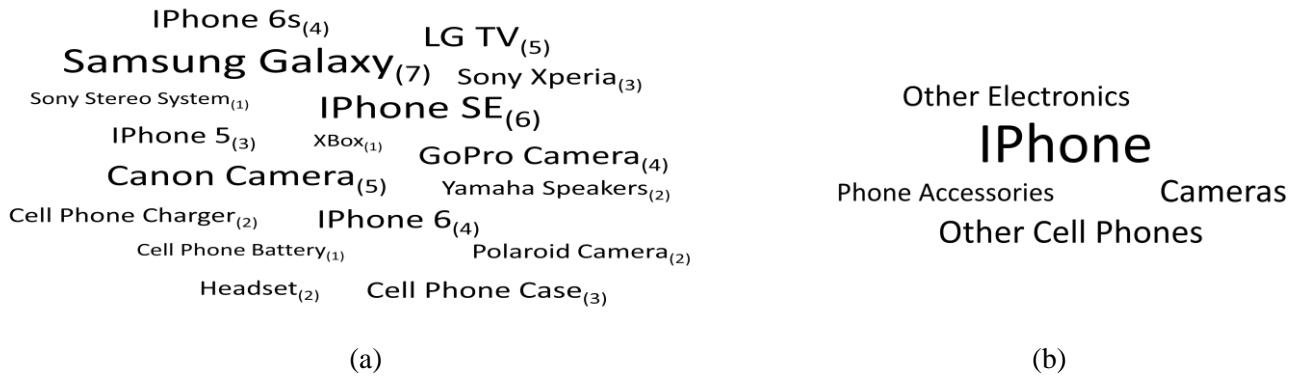 IPhone 6s(4)
LG TV(5)
Samsung Galaxy(7)
Sony Xperia(3)
Sony Stereo System(1)
IPhone SE(6)
IPhone 5(3)
XBox(1)
GoPro Camera(4)
Canon Camera(5)
Yamaha Speakers(2)
Cell Phone Charger(2)
IPhone 6(4)
Cell Phone Battery(1)
Polaroid Camera(2)
Headset(2)
Cell Phone Case(3)
(a)
Other Electronics
IPhone
Phone Accessories
Cameras
Other Cell Phones
(b)